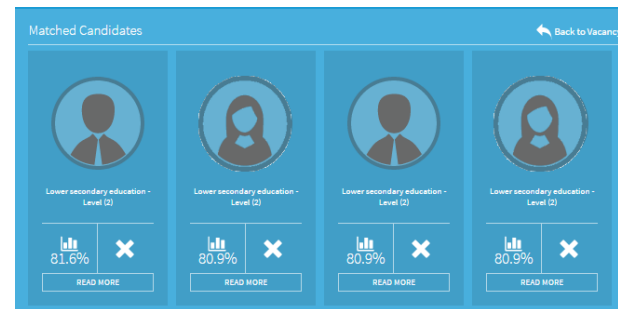 Matched Candidates
Back to Vacancy
Lower secondary education -
Level (2)
81.6%
READ MORE
Lower secondary education -
Level (2)
80.9%
READ MORE
Lower secondary education -
Level (2)
80.9%
READ MORE
Lower secondary education -
Level (2)
80.9%
READ MORE